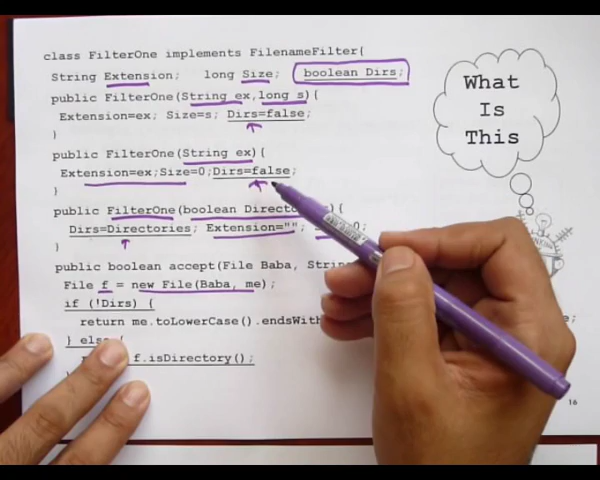 class FilterOne implements FilenameFilter{
String Extension; long Size; boolean Dirs;
public FilterOne(String ex,long s){
Extension=ex; Size=s; Dirs=false;
}
public FilterOne(String ex){
Extension=ex;Size=0;Dirs=false;
}
public FilterOne(boolean Director ){
Dirs=Directories; Extension=""; 0;
}
public boolean accept(File Baba, String
File f = new File(Baba, me);
if (!Dirs) {
return me.toLowerCase().endsWith
} else {
f.isDirectory();
What
Is
This
16